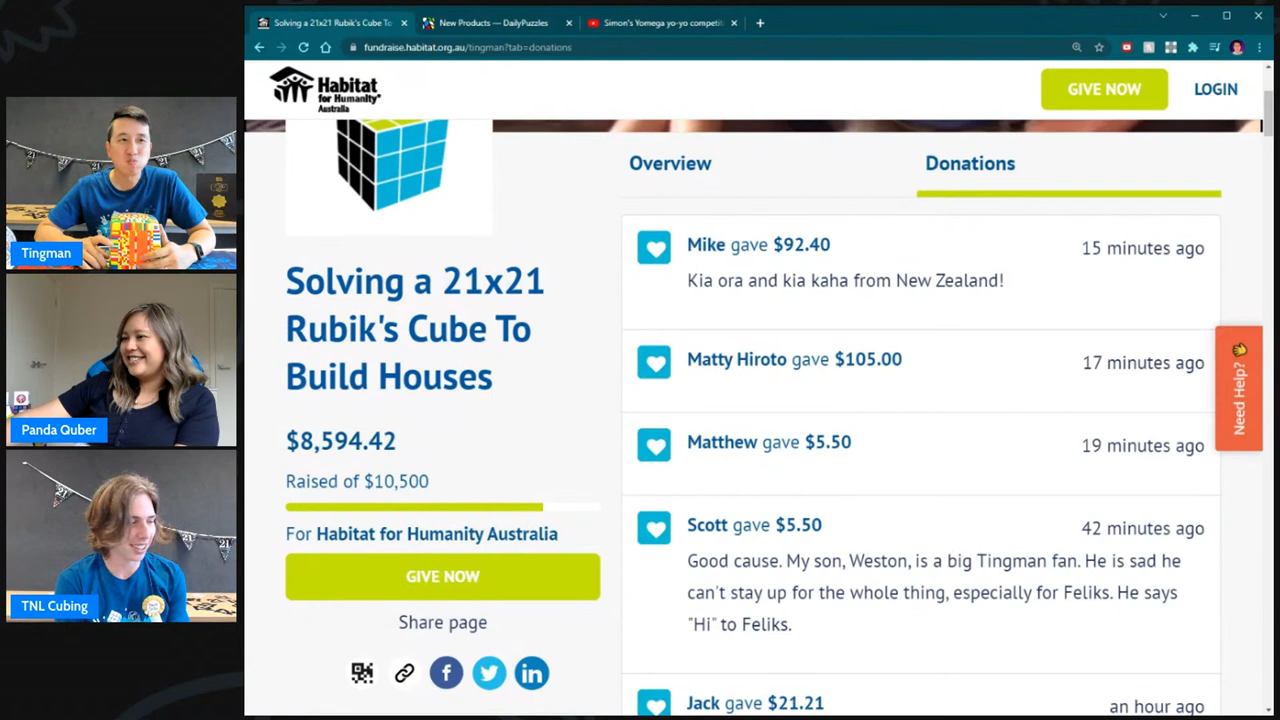 Solving a 21x21 Rubik's Cube To
New Products — DailyPuzzles
Simon's Yomega yo-yo competiti
fundraise.habitat.org.au/tingman?tab=donations
Habitat
for Humanity®
Australia
GIVE NOW
LOGIN
Tingman
Panda Quber
TNL Cubing
Solving a 21x21
Rubik's Cube To
Build Houses
$8,594.42
Raised of $10,500
For Habitat for Humanity Australia
GIVE NOW
Share page
Overview
Donations
Mike gave $92.40
15 minutes ago
Kia ora and kia kaha from New Zealand!
Matty Hiroto gave $105.00
17 minutes ago
Matthew gave $5.50
19 minutes ago
Scott gave $5.50
42 minutes ago
Good cause. My son, Weston, is a big Tingman fan. He is sad he
can't stay up for the whole thing, especially for Feliks. He says
"Hi" to Feliks.
Jack gave $21.21
an hour ago
Need Help?
21
21
21
21